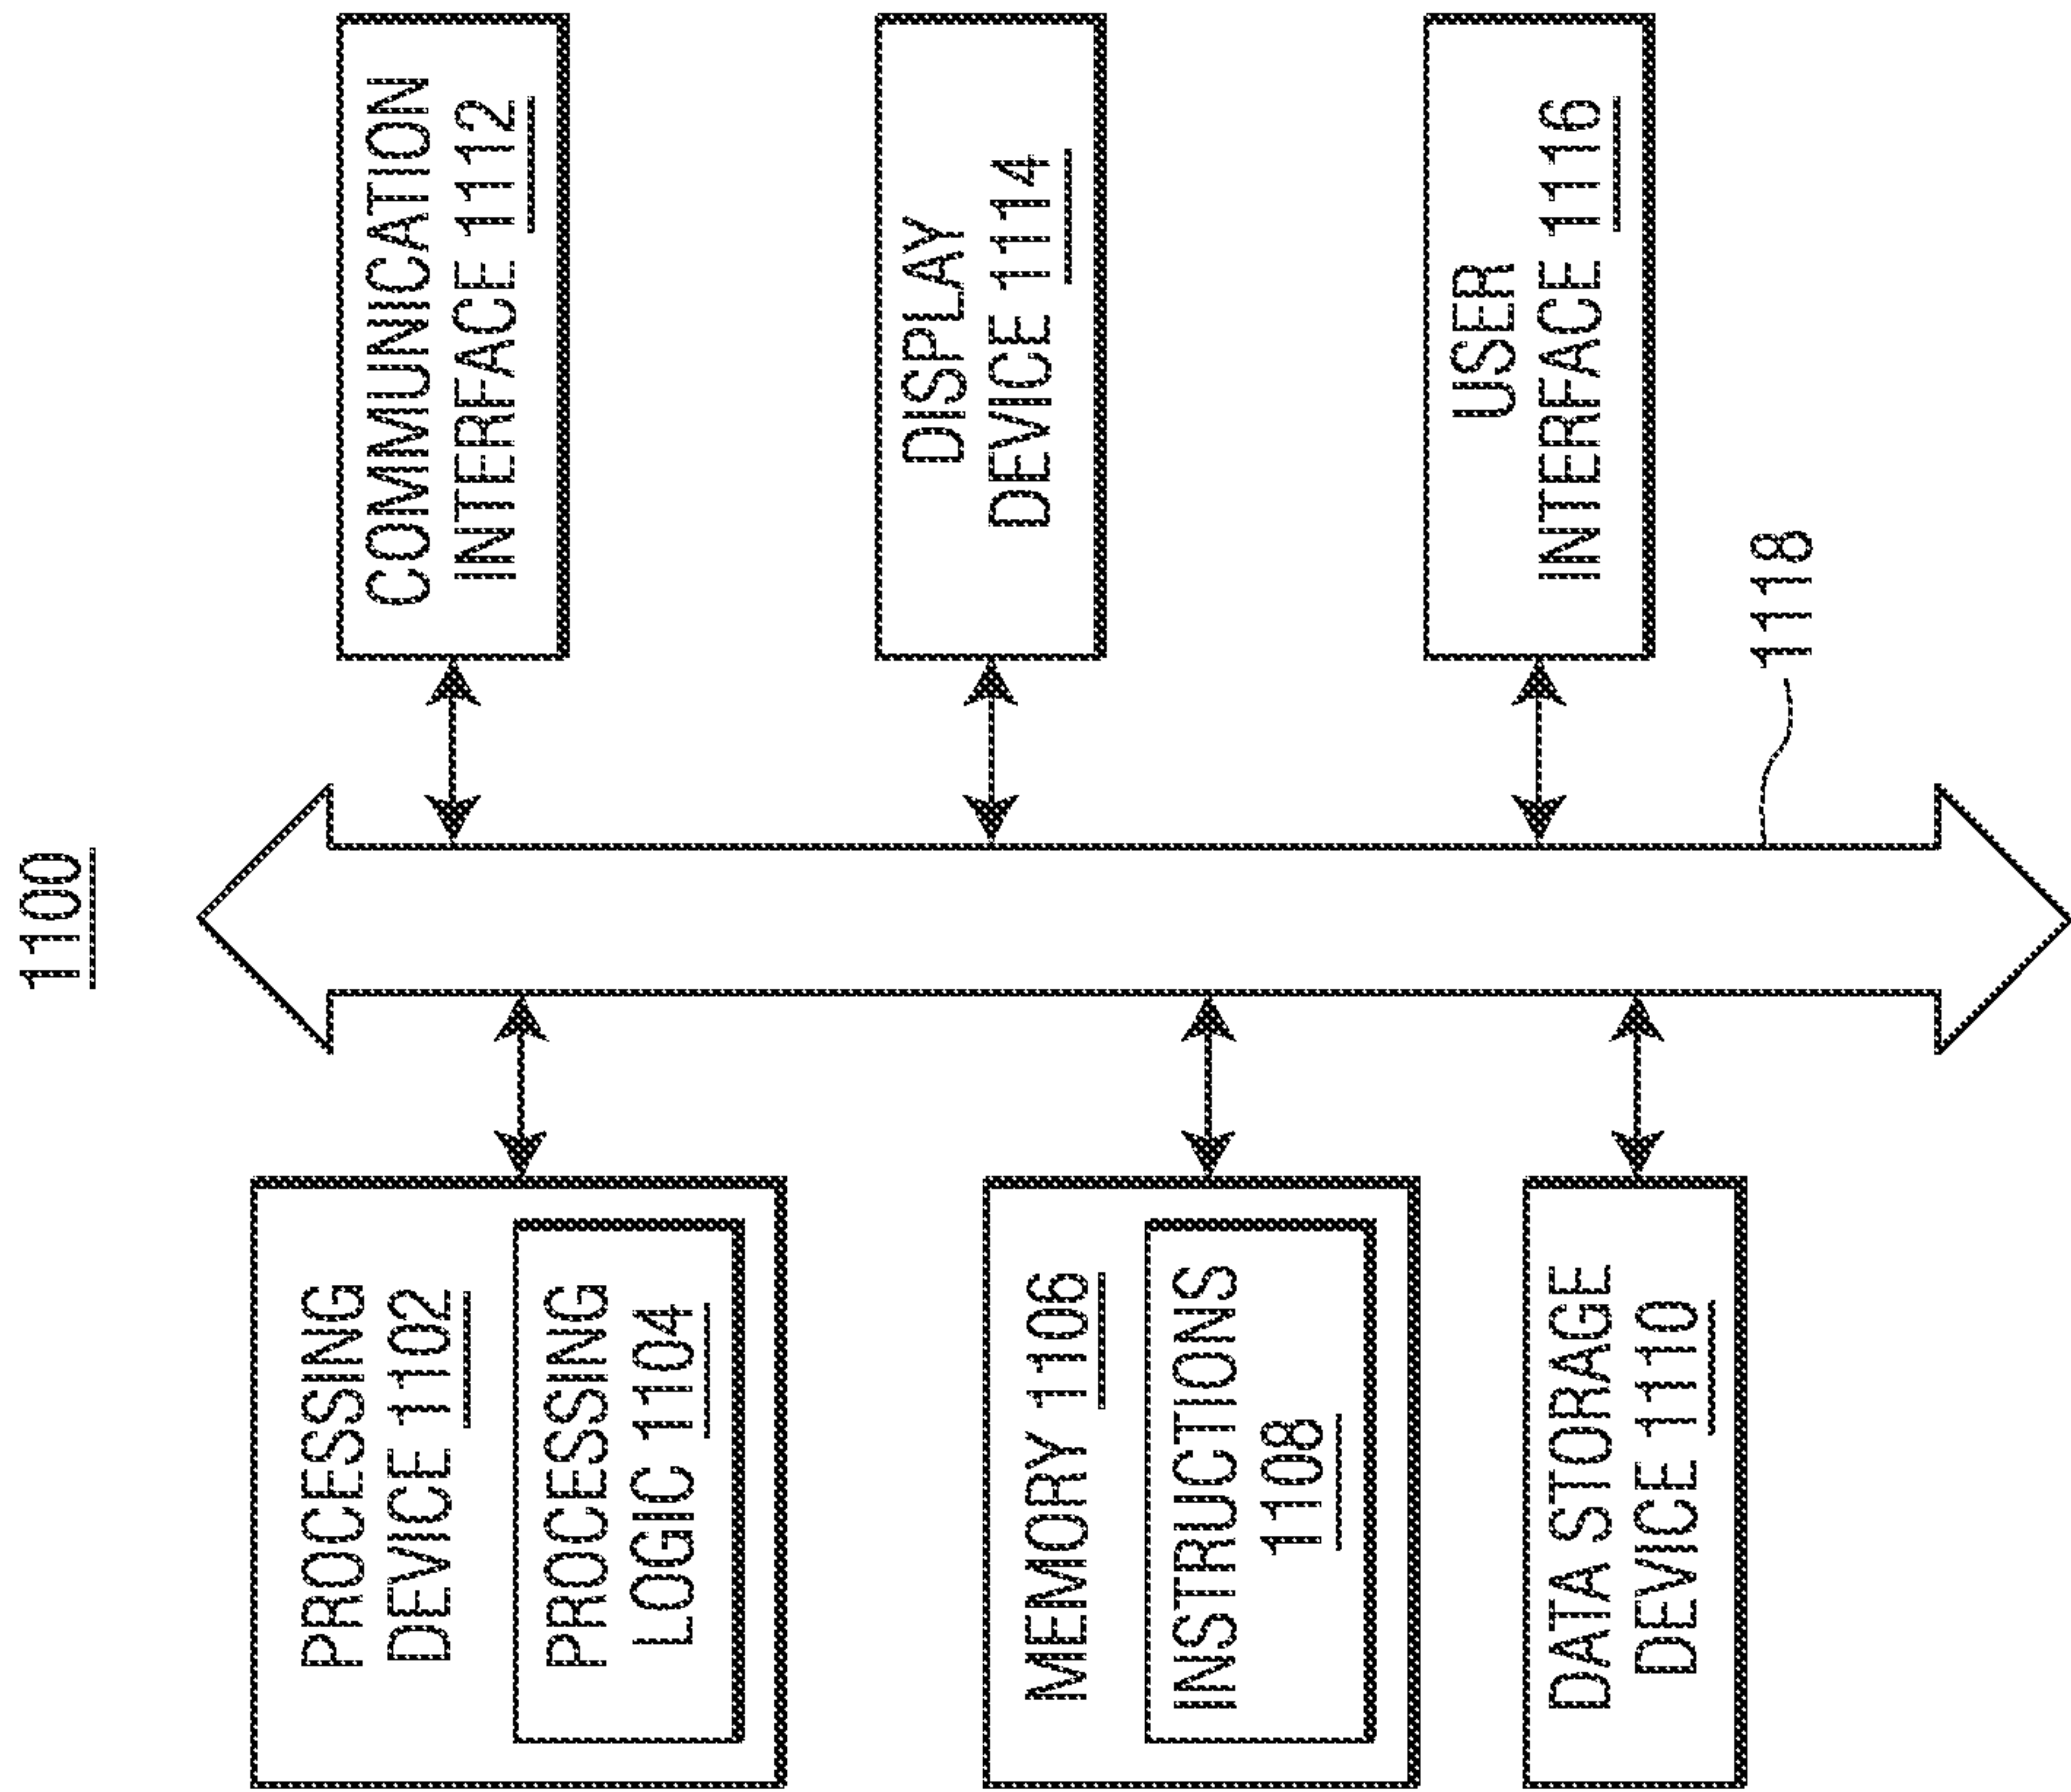 1100
PROCESSING
DEVICE 1102
PROCESSING
LOGIC 1104
MEMORY 1106
INSTRUCTIONS
1108
DATA STORAGE
DEVICE 1110
COMMUNICATION
INTERFACE 1112
DISPLAY
DEVICE 1114
USER
INTERFACE 1116
1118